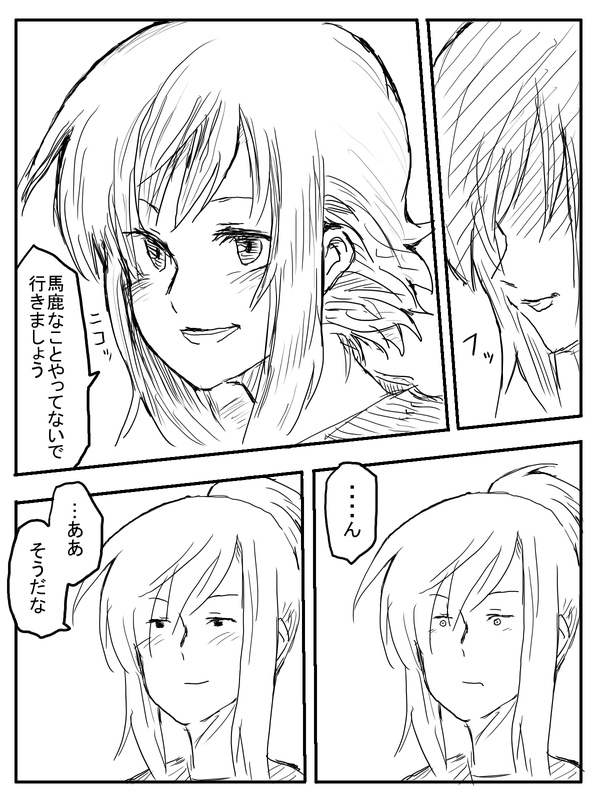 フッ
馬鹿なことやってないで
行きましょう
ニコッ
‥‥ん
…ああ
そうだな